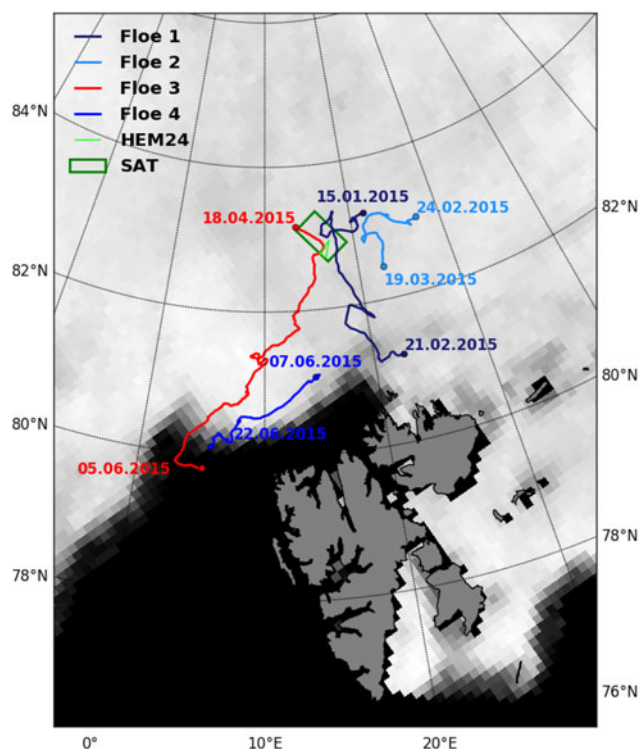 Floe 1
Floe 2
Floe 3
Floe 4
HEM24
SAT
84°N
82°N
80°N
78°N
82°N
80°N
78°N
76°N
0°
10°E
20°E
15.01.2015
24.02.2015
18.04.2015
19.03.2015
21.02.2015
07.06.2015
22.06.2015
05.06.2015